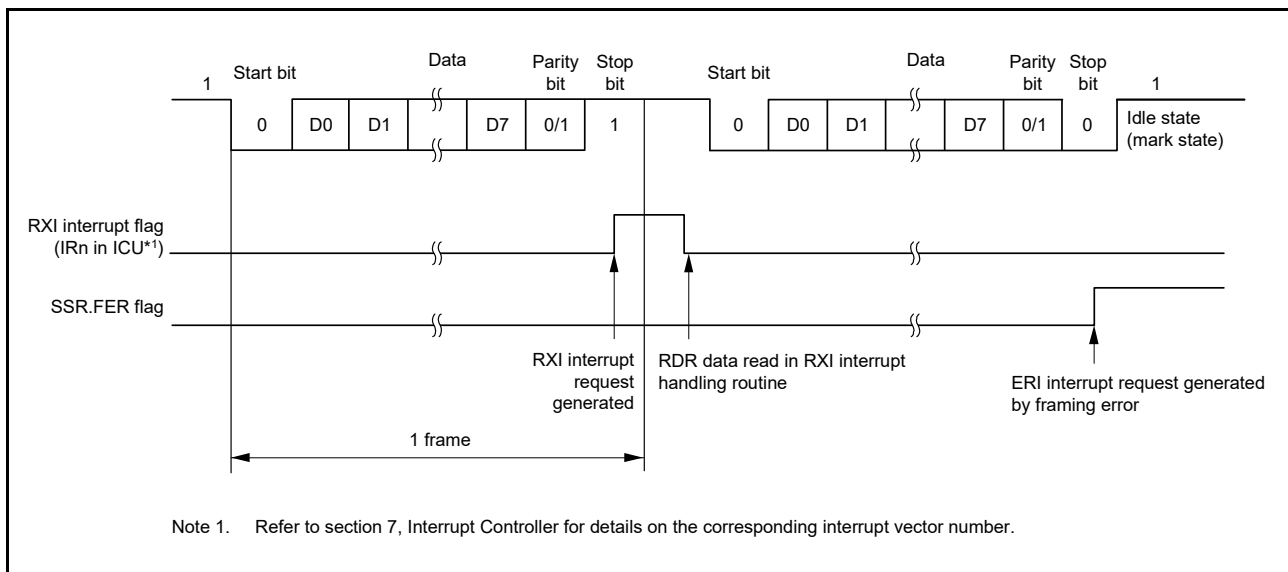 1
Start bit
Data
Parity
bit
Stop
bit
Start bit
Data
Parity
bit
Stop
bit
1
0
D0
D1
D7
0/1
1
0
D0
D1
D7
0/1
0
Idle state
(mark state)
RXI interrupt flag
(IRn in ICU*1)
SSR.FER flag
RXI interrupt
request
generated
RDR data read in RXI interrupt
handling routine
ERI interrupt request generated
by framing error
1 frame
Note 1. Refer to section 7, Interrupt Controller for details on the corresponding interrupt vector number.